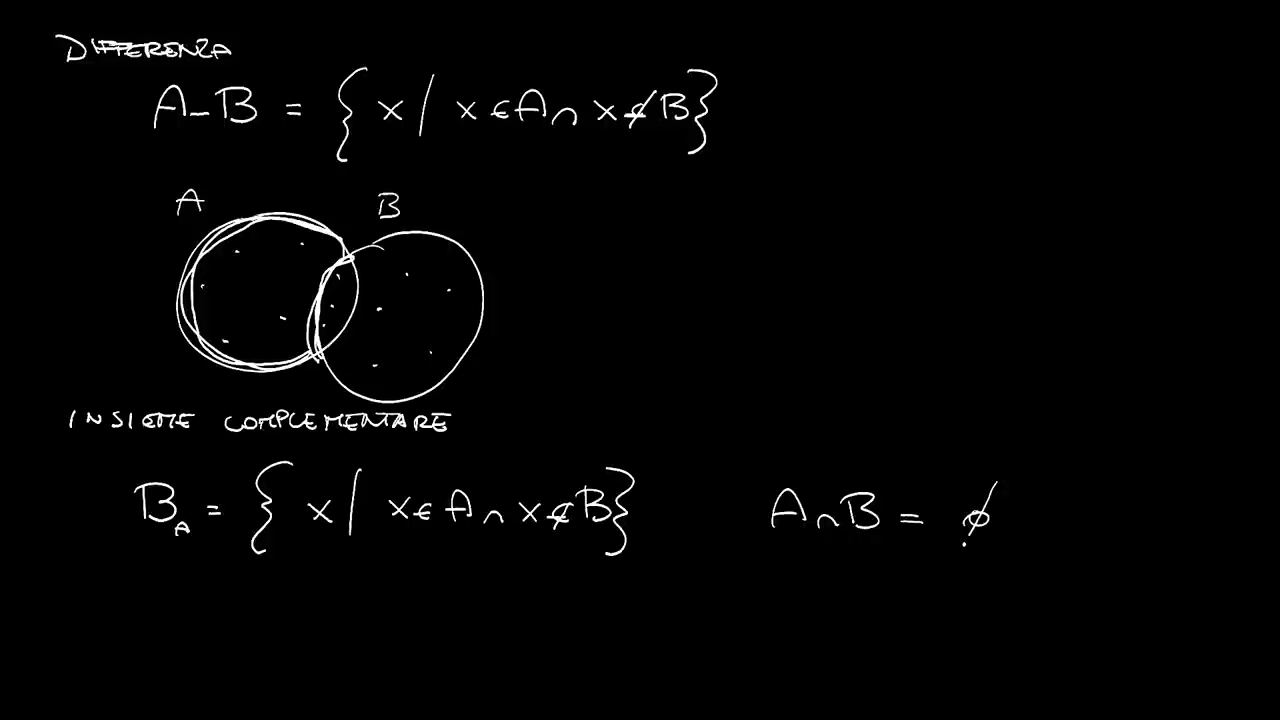 DIFFERENZA
A-B = { x / x ∈ A ∩ x ∉ B }
A B
INSIEME COMPLEMENTARE
B_A = { x / x ∈ A ∩ x ∉ B } A ∩ B = ∅